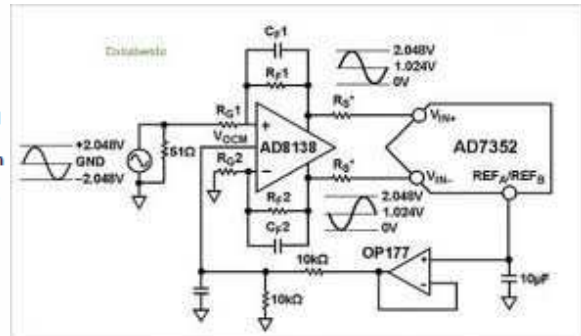 CF1
2.048V
1.024V
0V
RF1
RG1
RS*
VIN+
VOCM
+
AD8138
AD7352
+2.048V
GND
-2.048V
51Ω
RG2
−
RS*
VIN−
REFA/REFB
RF2
2.048V
1.024V
0V
CF2
OP177
10kΩ
+
−
10μF
10kΩ